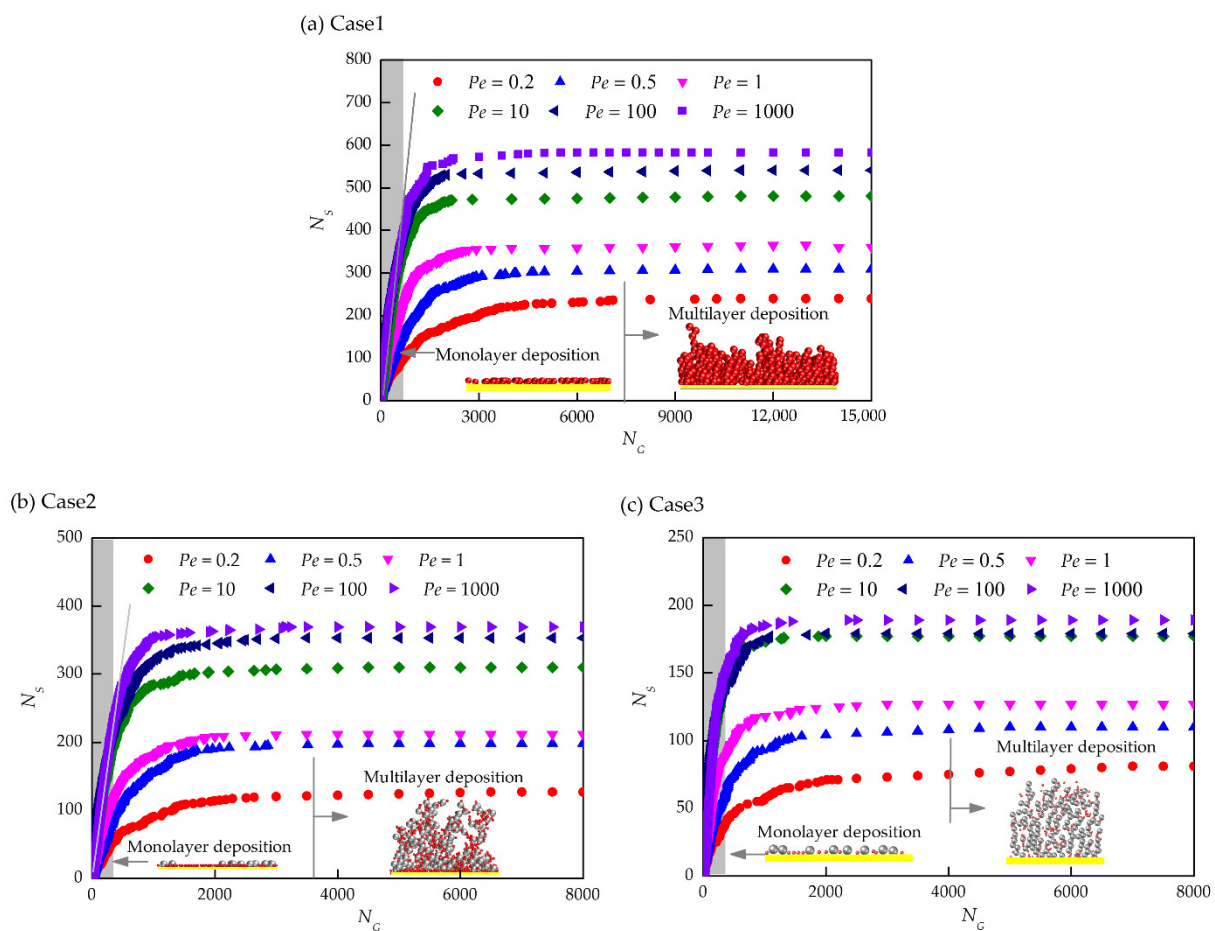 (a) Case1
800
700
600
500
400
300
200
100
0
N_s
Pe = 0.2 Pe = 0.5 Pe = 1
Pe = 10 Pe = 100 Pe = 1000
Multilayer deposition
Monolayer deposition
0 3000 6000 9000 12,000 15,000
N_G
(b) Case2
500
400
300
200
100
0
N_s
Pe = 0.2 Pe = 0.5 Pe = 1
Pe = 10 Pe = 100 Pe = 1000
Multilayer deposition
Monolayer deposition
0 2000 4000 6000 8000
N_G
(c) Case3
250
200
150
100
50
0
N_s
Pe = 0.2 Pe = 0.5 Pe = 1
Pe = 10 Pe = 100 Pe = 1000
Multilayer deposition
Monolayer deposition
0 2000 4000 6000 8000
N_G